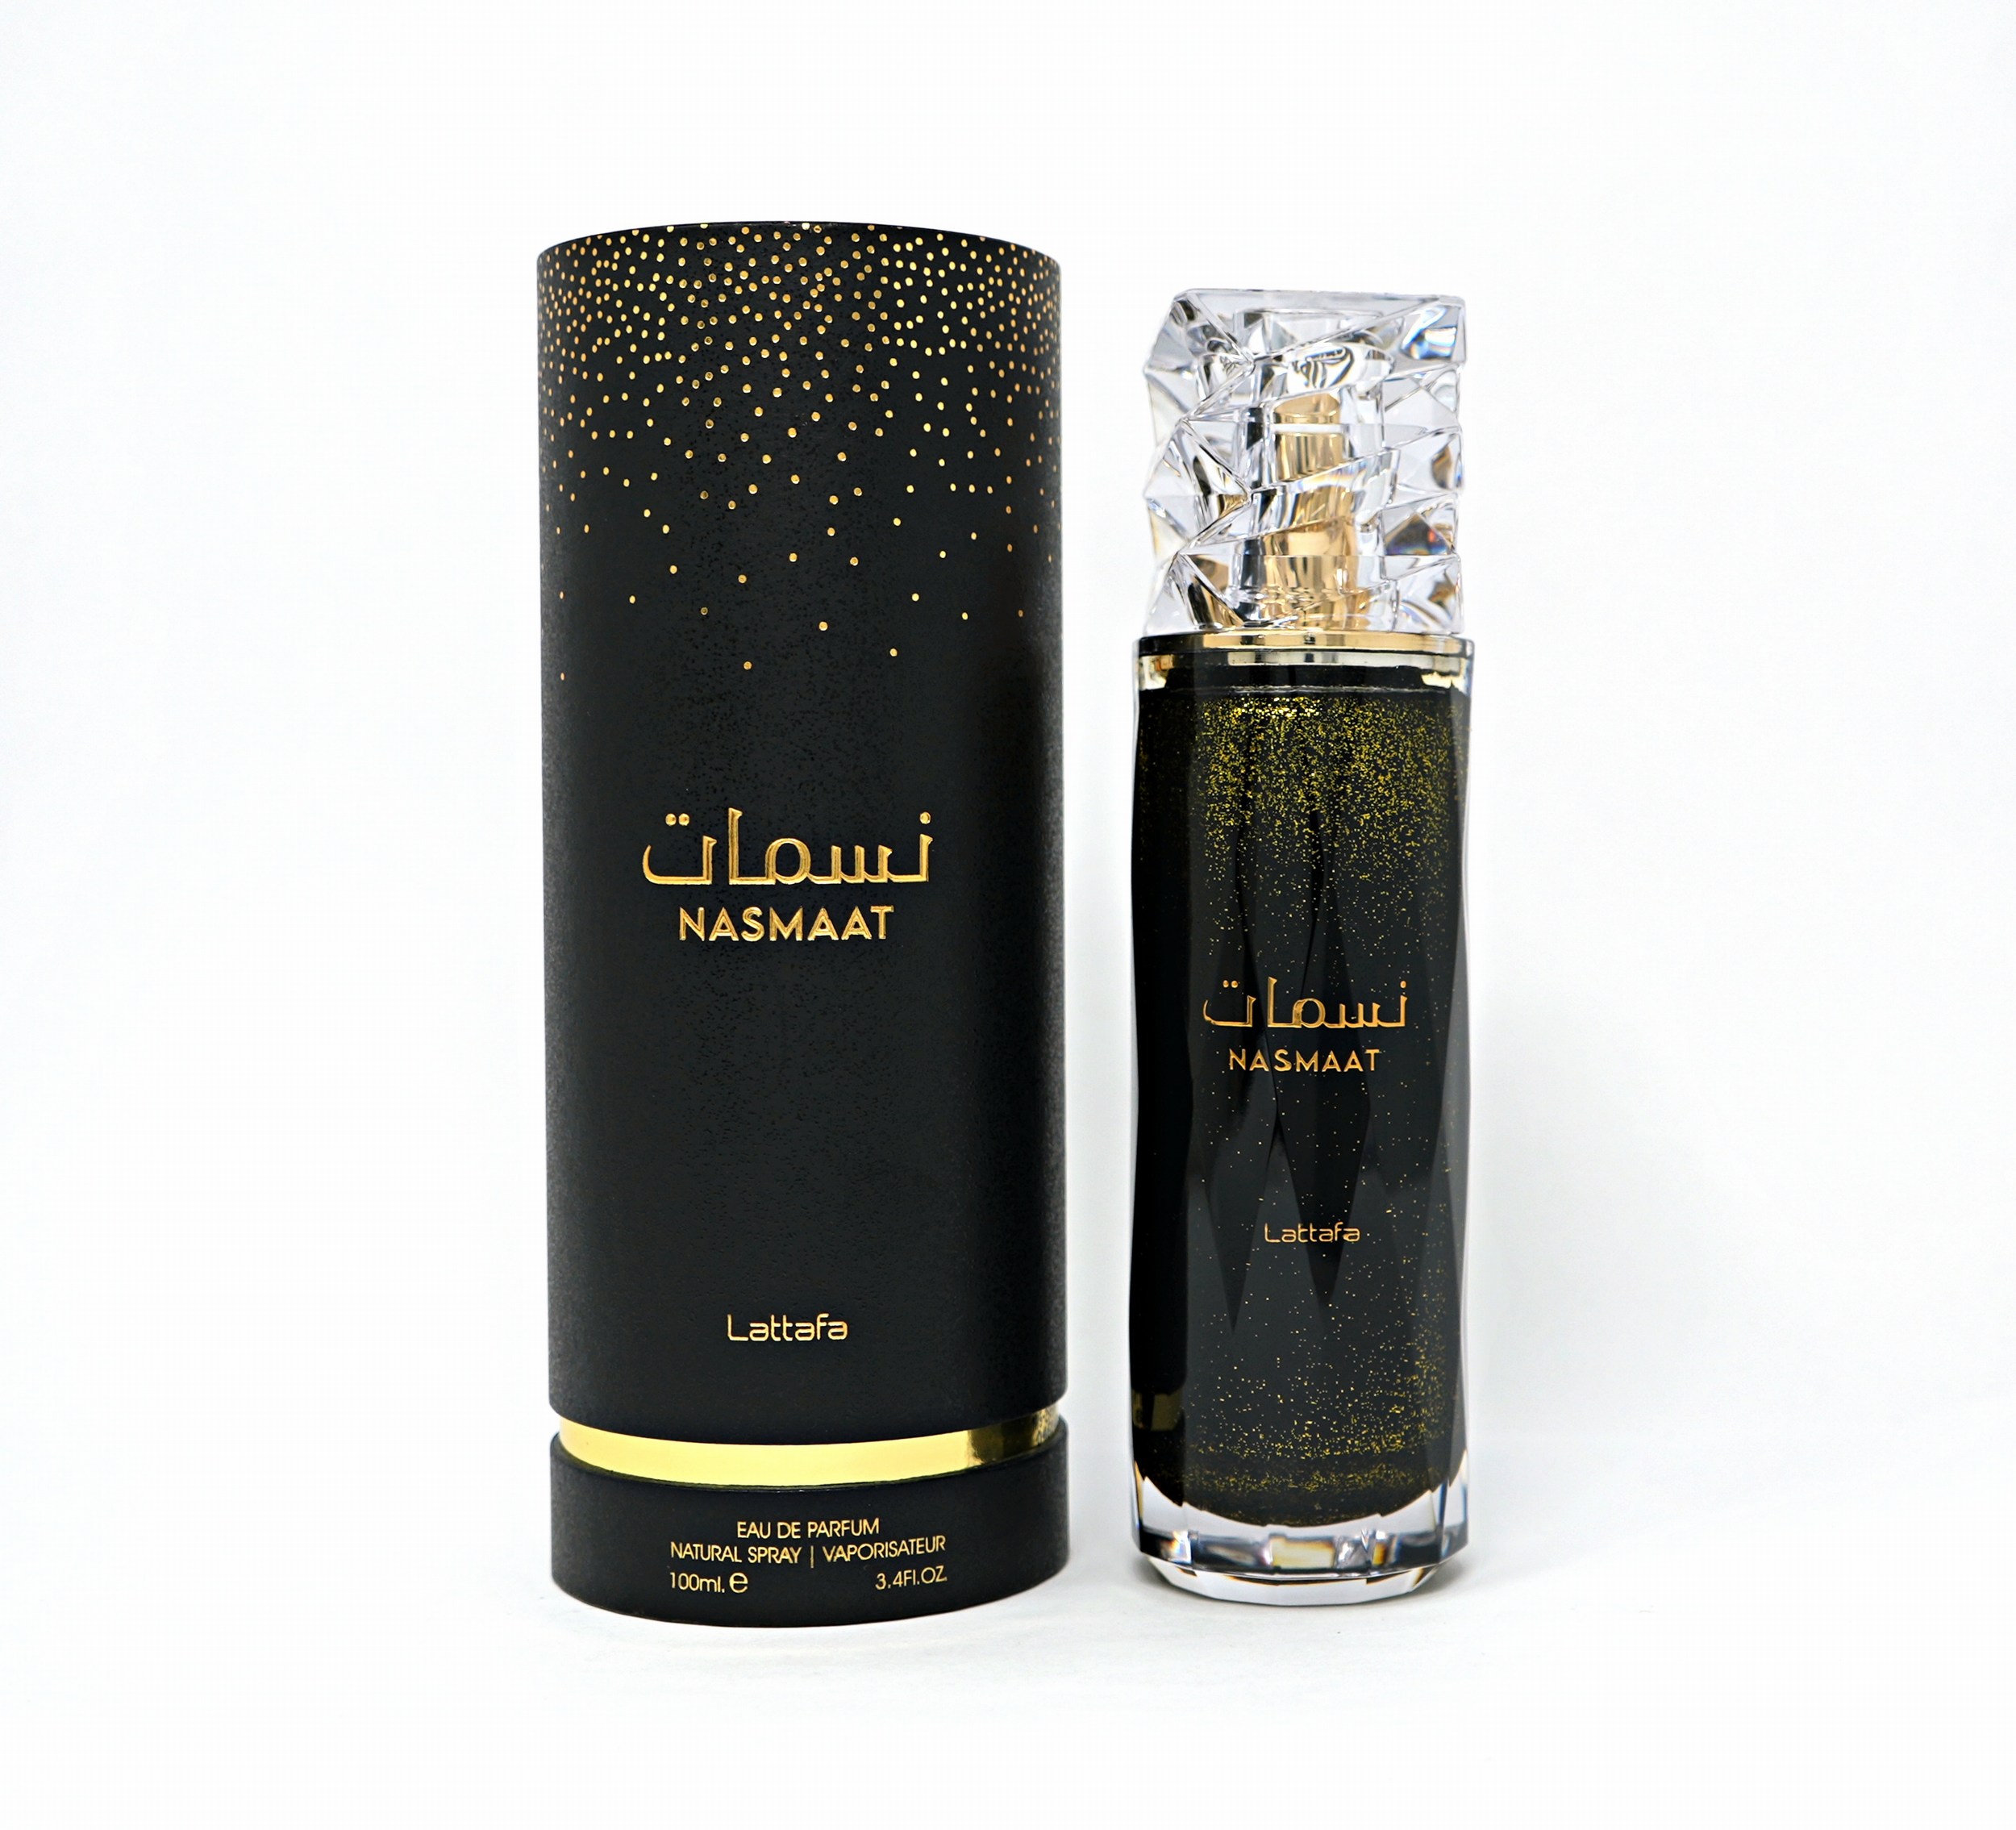 نسمات
NASMAAT
Lattafa
EAU DE PARFUM
NATURAL SPRAY | VAPORISATEUR
100ml. ℮ 3.4Fl.OZ.
نسمات
NASMAAT
Lattafa